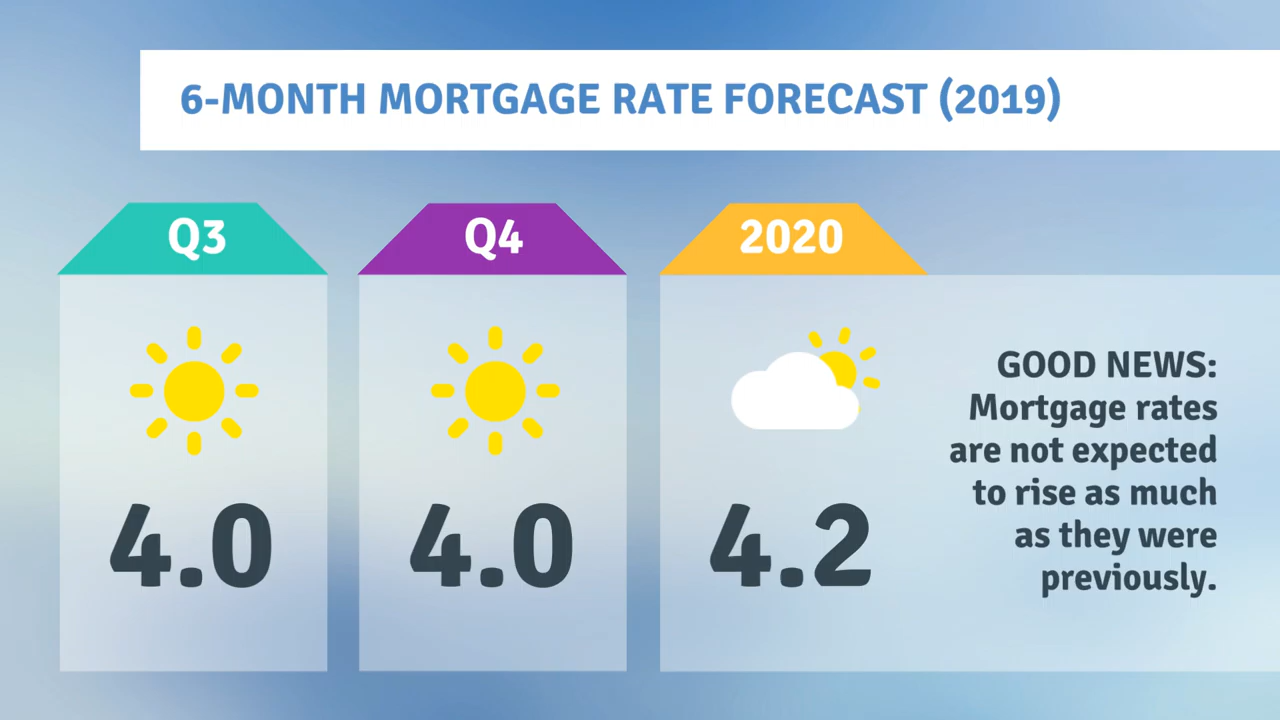 6-MONTH MORTGAGE RATE FORECAST (2019)
Q3
4.0
Q4
4.0
2020
4.2
GOOD NEWS:
Mortgage rates
are not expected
to rise as much
as they were
previously.